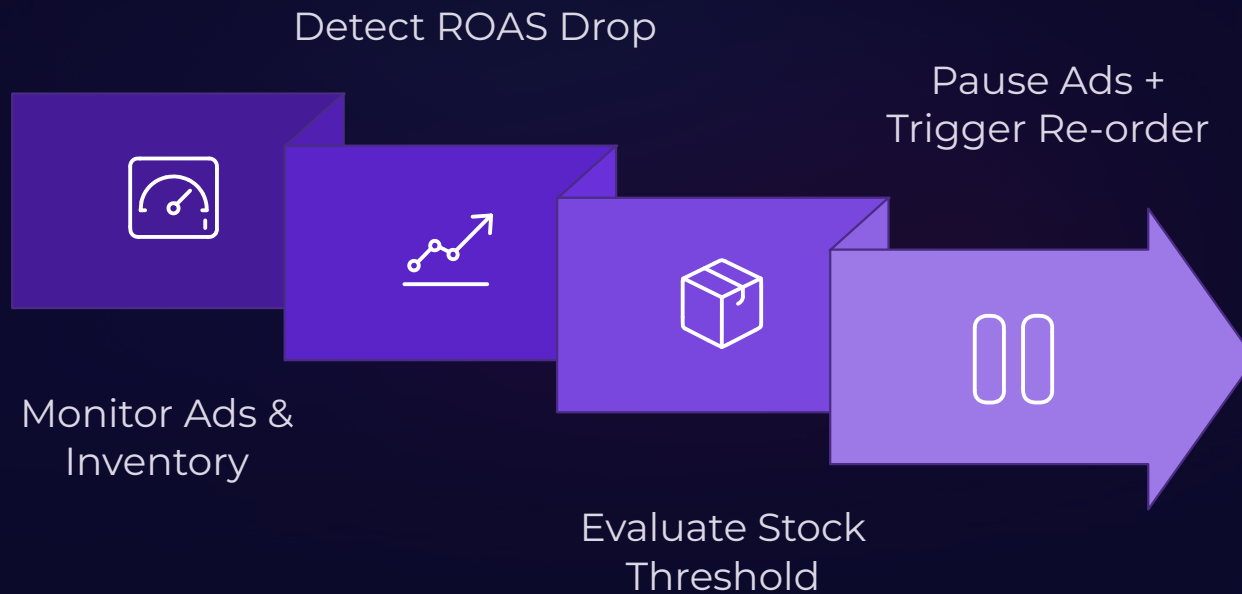 Detect ROAS Drop
Pause Ads +
Trigger Re-order
Monitor Ads &
Inventory
Evaluate Stock
Threshold